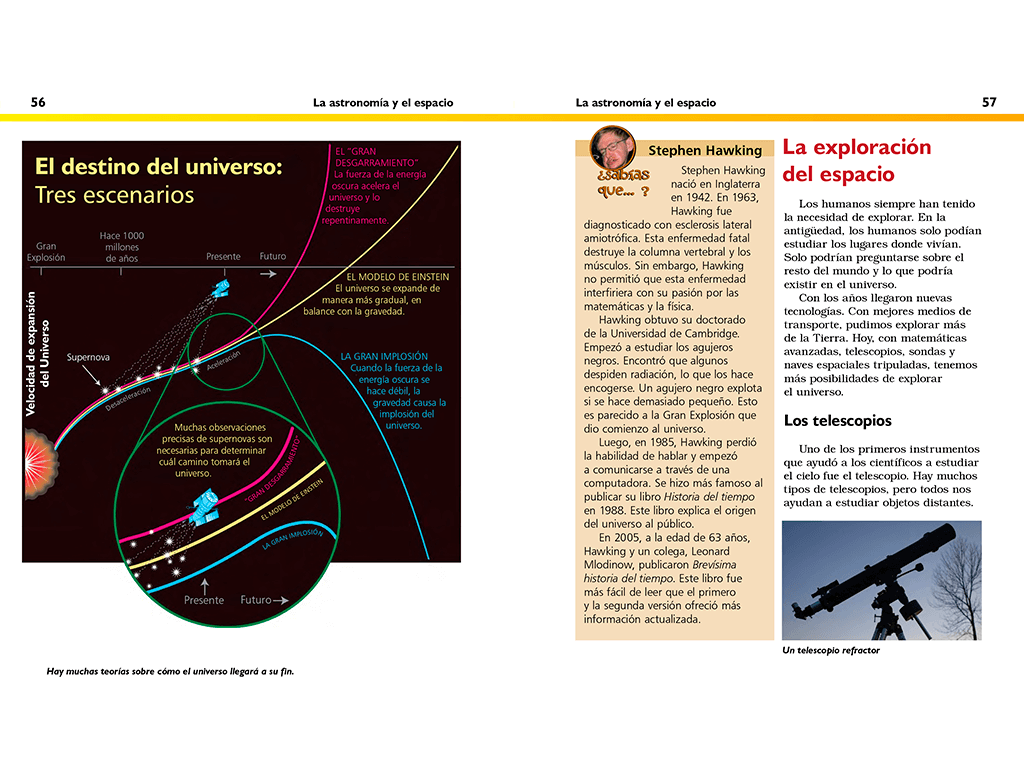 56
La astronomía y el espacio
El destino del universo:
Tres escenarios
EL "GRAN
DESGARRAMIENTO"
La fuerza de la energía
oscura acelera el
universo y lo
destruye
repentinamente.
Gran
Explosión
Hace 1000
millones
de años
Presente
Futuro
EL MODELO DE EINSTEIN
El universo se expande de
manera más gradual, en
balance con la gravedad.
Velocidad de expansión
del Universo
Supernova
Desaceleración
Aceleración
LA GRAN IMPLOSIÓN
Cuando la fuerza de la
energía oscura se
hace débil, la
gravedad causa la
implosión del
universo.
Muchas observaciones
precisas de supernovas son
necesarias para determinar
cuál camino tomará el
universo.
"GRAN DESGARRAMIENTO"
EL MODELO DE EINSTEIN
LA GRAN IMPLOSIÓN
Presente
Futuro
Hay muchas teorías sobre cómo el universo llegará a su fin.
La astronomía y el espacio
57
¿sabías
que... ?
Stephen Hawking
Stephen Hawking
nació en Inglaterra
en 1942. En 1963,
Hawking fue
diagnosticado con esclerosis lateral
amiotrófica. Esta enfermedad fatal
destruye la columna vertebral y los
músculos. Sin embargo, Hawking
no permitió que esta enfermedad
interfiriera con su pasión por las
matemáticas y la física.
Hawking obtuvo su doctorado
de la Universidad de Cambridge.
Empezó a estudiar los agujeros
negros. Encontró que algunos
despiden radiación, lo que los hace
encogerse. Un agujero negro explota
si se hace demasiado pequeño. Esto
es parecido a la Gran Explosión que
dio comienzo al universo.
Luego, en 1985, Hawking perdió
la habilidad de hablar y empezó
a comunicarse a través de una
computadora. Se hizo más famoso al
publicar su libro Historia del tiempo
en 1988. Este libro explica el origen
del universo al público.
En 2005, a la edad de 63 años,
Hawking y un colega, Leonard
Mlodinow, publicaron Brevísima
historia del tiempo. Este libro fue
más fácil de leer que el primero
y la segunda versión ofreció más
información actualizada.
La exploración
del espacio
Los humanos siempre han tenido
la necesidad de explorar. En la
antigüedad, los humanos solo podían
estudiar los lugares donde vivían.
Solo podrían preguntarse sobre el
resto del mundo y lo que podría
existir en el universo.
Con los años llegaron nuevas
tecnologías. Con mejores medios de
transporte, pudimos explorar más
de la Tierra. Hoy, con matemáticas
avanzadas, telescopios, sondas y
naves espaciales tripuladas, tenemos
más posibilidades de explorar
el universo.
Los telescopios
Uno de los primeros instrumentos
que ayudó a los científicos a estudiar
el cielo fue el telescopio. Hay muchos
tipos de telescopios, pero todos nos
ayudan a estudiar objetos distantes.
Un telescopio refractor